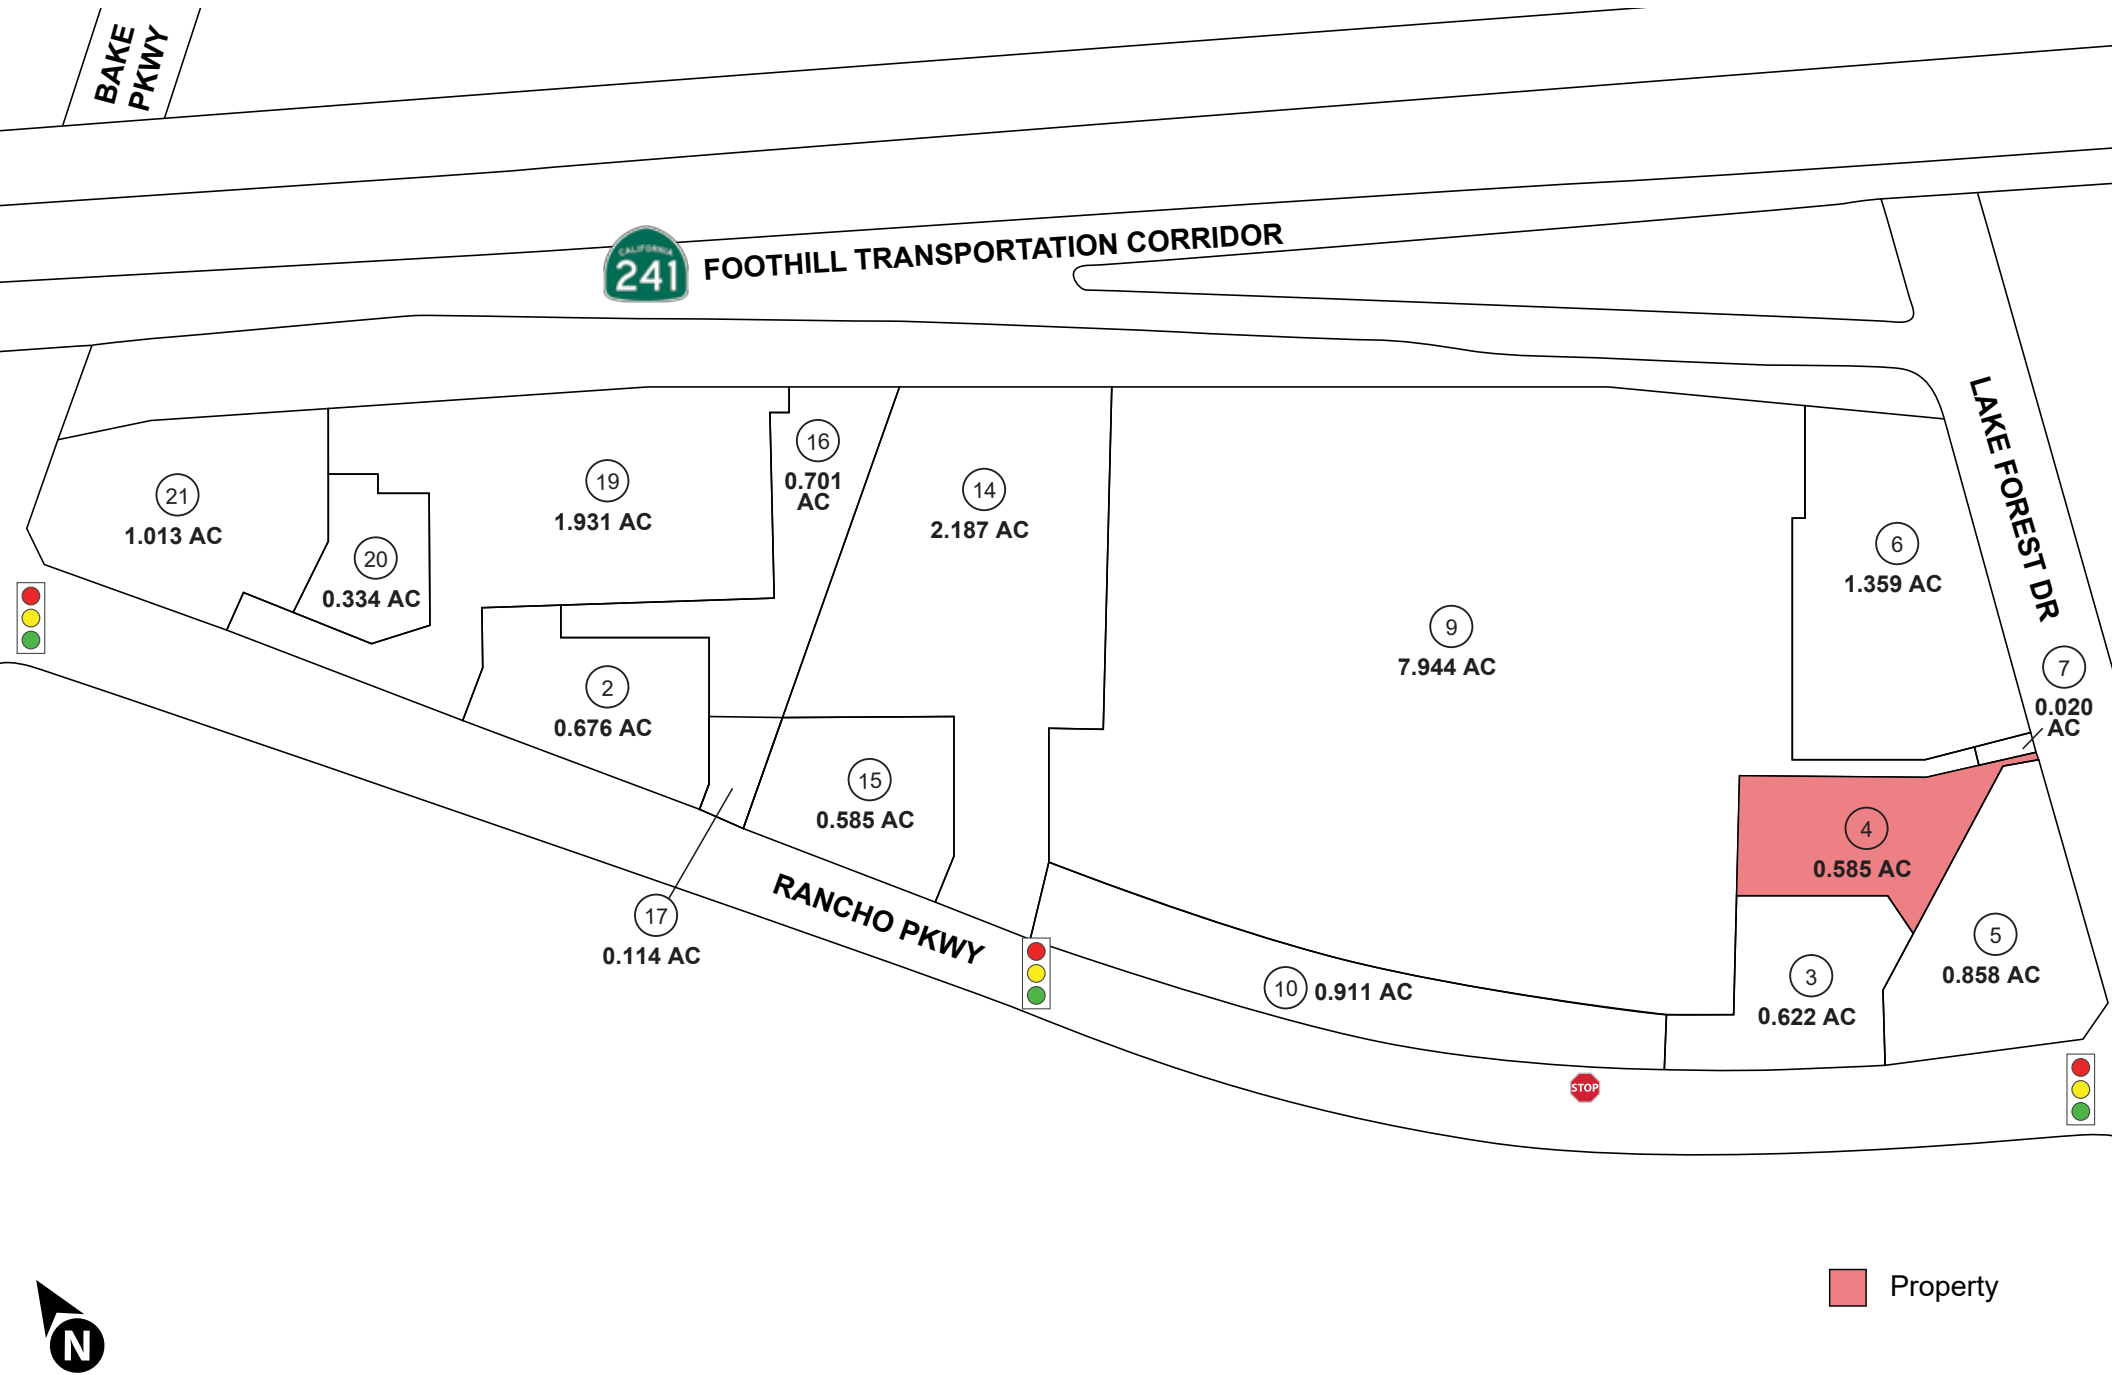 BAKE
PKWY
CALIFORNIA
241
FOOTHILL TRANSPORTATION CORRIDOR
LAKE FOREST DR
21
1.013 AC
20
0.334 AC
19
1.931 AC
16
0.701
AC
14
2.187 AC
9
7.944 AC
6
1.359 AC
7
0.020
AC
2
0.676 AC
15
0.585 AC
4
0.585 AC
17
0.114 AC
RANCHO PKWY
10 0.911 AC
3
0.622 AC
5
0.858 AC
STOP
Property
N